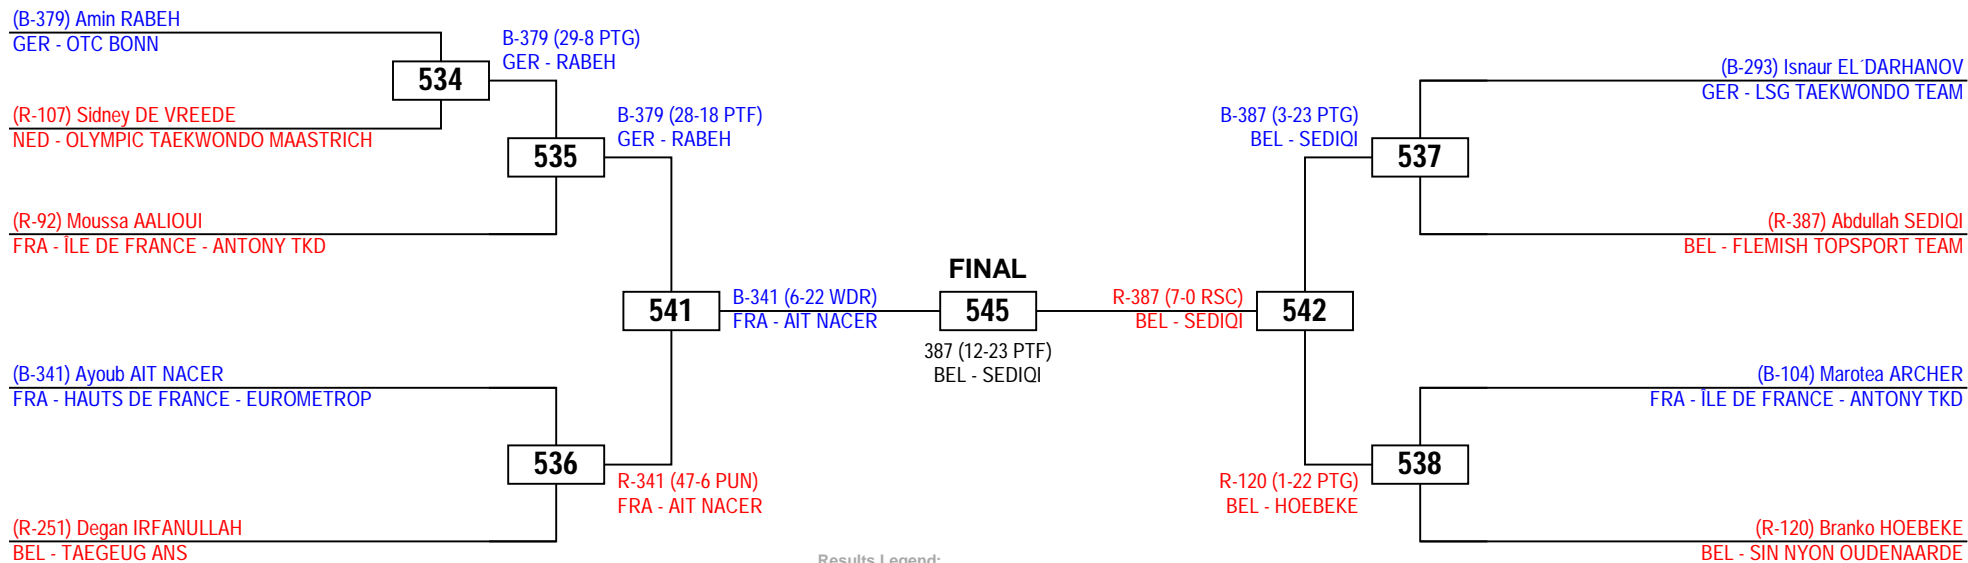 (B-379) Amin RABEH
GER - OTC BONN
B-379 (29-8 PTG)
GER - RABEH
534
(R-107) Sidney DE VREEDE
NED - OLYMPIC TAEKWONDO MAASTRICH
B-379 (28-18 PTF)
GER - RABEH
535
(R-92) Moussa AALIOUI
FRA - ÎLE DE FRANCE - ANTONY TKD
541
B-341 (6-22 WDR)
FRA - AIT NACER
(B-341) Ayoub AIT NACER
FRA - HAUTS DE FRANCE - EUROMETROP
536
R-341 (47-6 PUN)
FRA - AIT NACER
(R-251) Degan IRFANULLAH
BEL - TAEGEUG ANS
FINAL
545
387 (12-23 PTF)
BEL - SEDIQI
(B-293) Isnaur EL´DARHANOV
GER - LSG TAEKWONDO TEAM
B-387 (3-23 PTG)
BEL - SEDIQI
537
(R-387) Abdullah SEDIQI
BEL - FLEMISH TOPSPORT TEAM
R-387 (7-0 RSC)
BEL - SEDIQI
542
(B-104) Marotea ARCHER
FRA - ÎLE DE FRANCE - ANTONY TKD
538
R-120 (1-22 PTG)
BEL - HOEBEKE
(R-120) Branko HOEBEKE
BEL - SIN NYON OUDENAARDE
Results Legend: